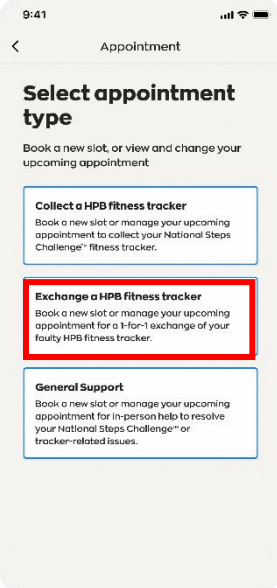 9:41
Appointment
Select appointment
type
Book a new slot, or view and change your
upcoming appointment
Collect a HPB fitness tracker
Book a new slot or manage your upcoming
appointment to collect your National Steps
Challenge™ fitness tracker.
Exchange a HPB fitness tracker
Book a new slot or manage your upcoming
appointment for a 1-for-1 exchange of your
faulty HPB fitness tracker.
General Support
Book a new slot or manage your upcoming
appointment for in-person help to resolve
your National Steps Challenge™ or
tracker-related issues.